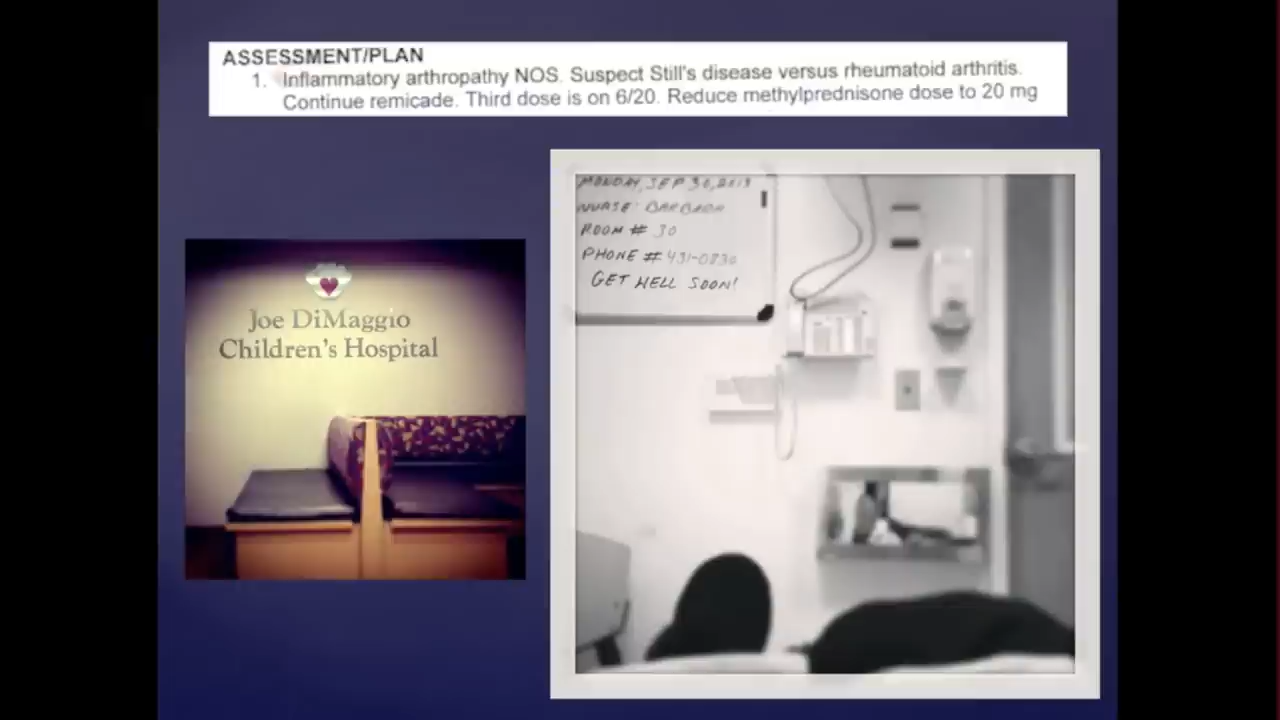 ASSESSMENT/PLAN
1. Inflammatory arthropathy NOS. Suspect Still's disease versus rheumatoid arthritis.
Continue remicade. Third dose is on 6/20. Reduce methylprednisone dose to 20 mg
Joe DiMaggio
Children's Hospital
MONDAY, SEP 30, 2013
NURSE: BARBARA
ROOM # 30
PHONE # 431-0730
GET WELL SOON!